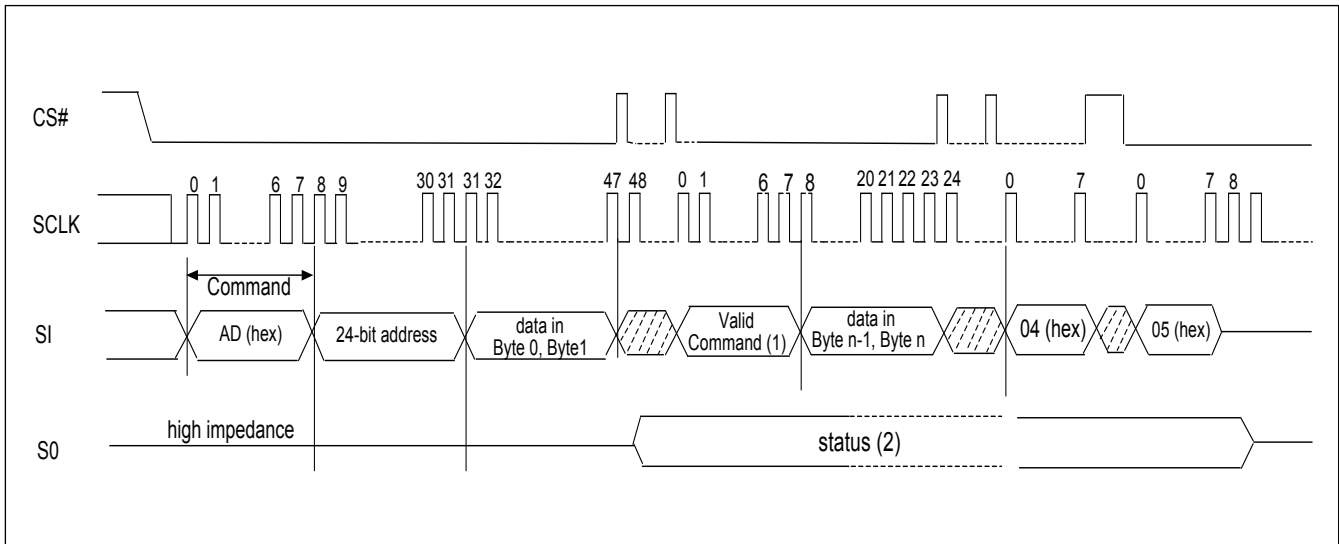 CS#
0 1 6 7 8 9 30 31 31 32 47 48 0 1 6 7 8 20 21 22 23 24 0 7 0 7 8
SCLK
Command
SI
AD (hex)
24-bit address
data in
Byte 0, Byte1
Valid
Command (1)
data in
Byte n-1, Byte n
04 (hex)
05 (hex)
high impedance
S0
status (2)